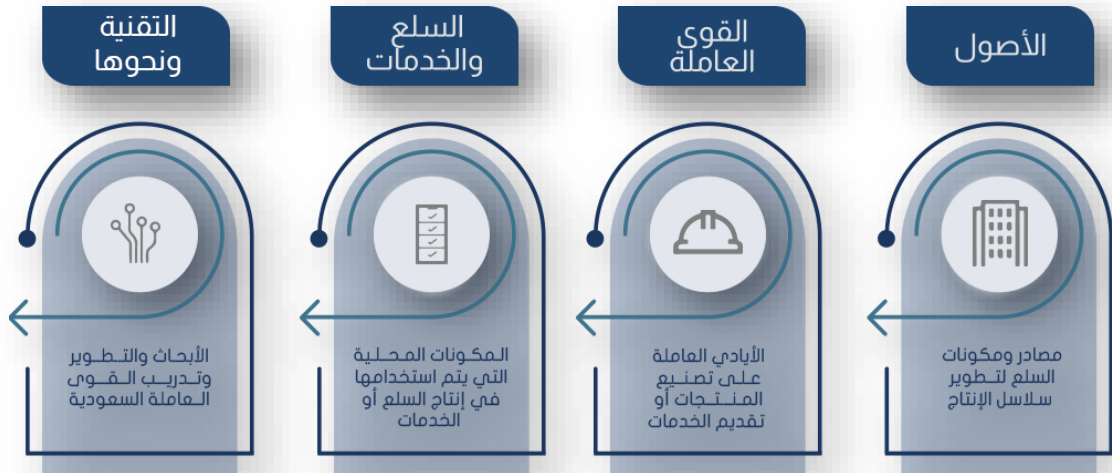 الأصول
مصادر ومكونات
السلع لتطوير
سلاسل الإنتاج
القوى
العاملة
الأيادي العاملة
على تصنيع
المنتجات أو
تقديم الخدمات
السلع
والخدمات
المكونات المحلية
التي يتم استخدامها
في إنتاج السلع أو
الخدمات
التقنية
ونحوها
الأبحاث والتطوير
وتدريب القوى
العاملة السعودية